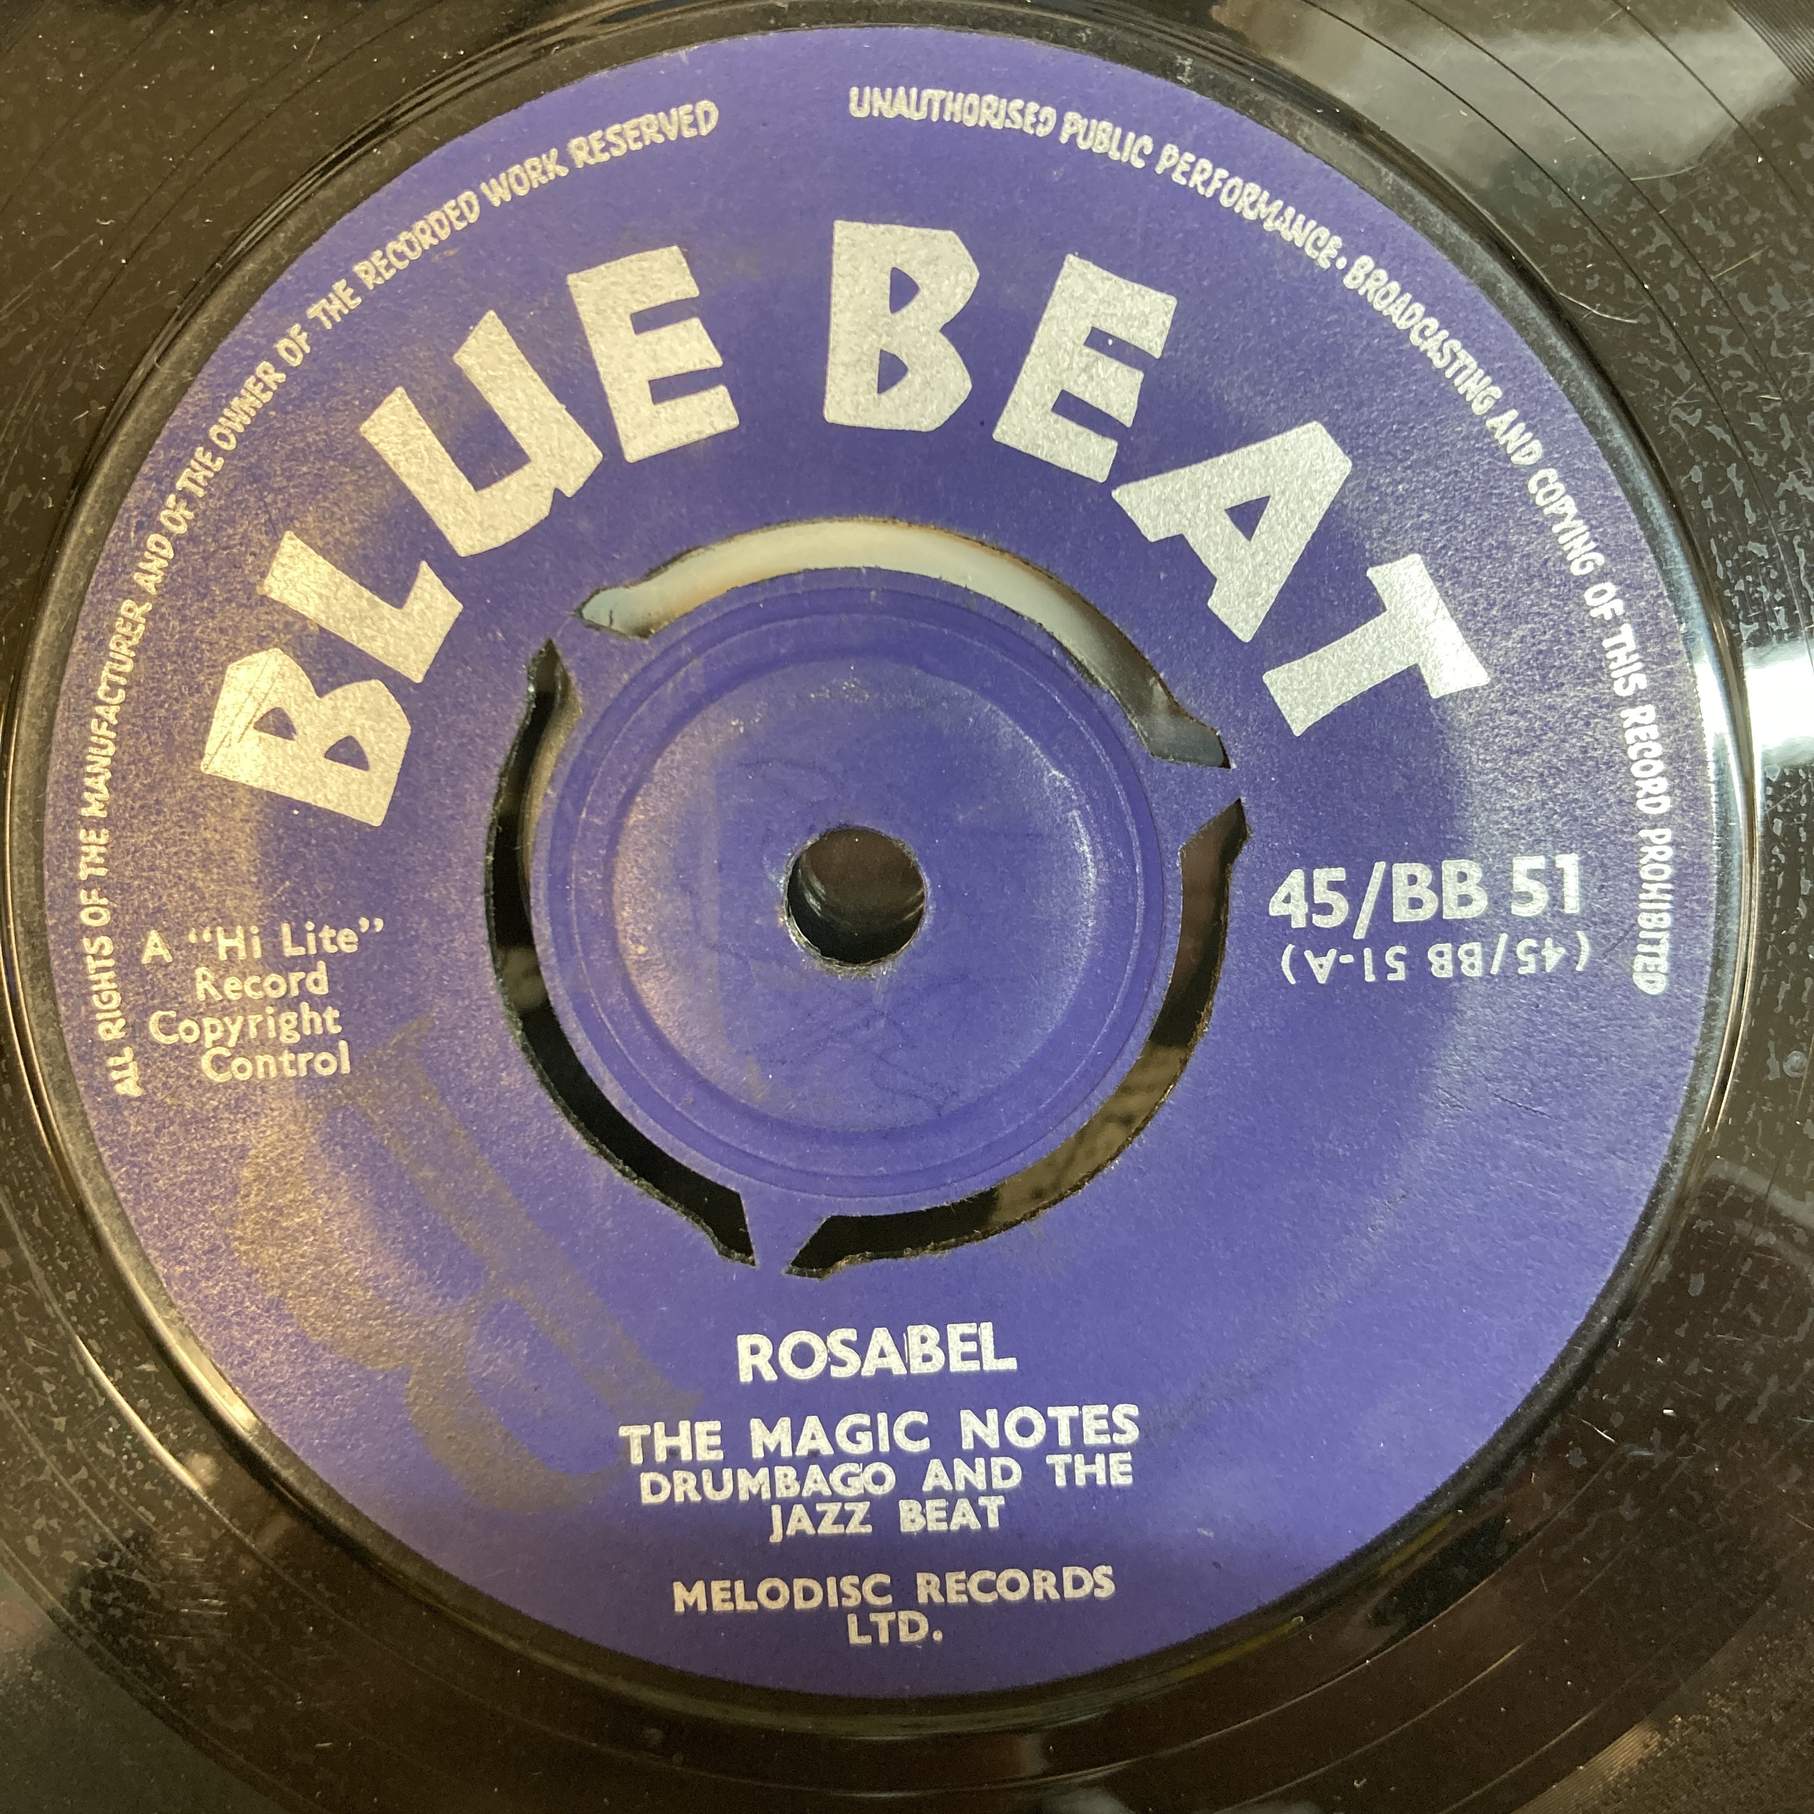 ALL RIGHTS OF THE MANUFACTURER AND OF THE OWNER OF THE RECORDED WORK RESERVED
UNAUTHORISED PUBLIC PERFORMANCE · BROADCASTING AND COPYING OF THIS RECORD PROHIBITED
BLUE BEAT
A “Hi Lite”
Record
Copyright
Control
45/BB 51
(45/BB 51-A)
ROSABEL
THE MAGIC NOTES
DRUMBAGO AND THE
JAZZ BEAT
MELODISC RECORDS
LTD.